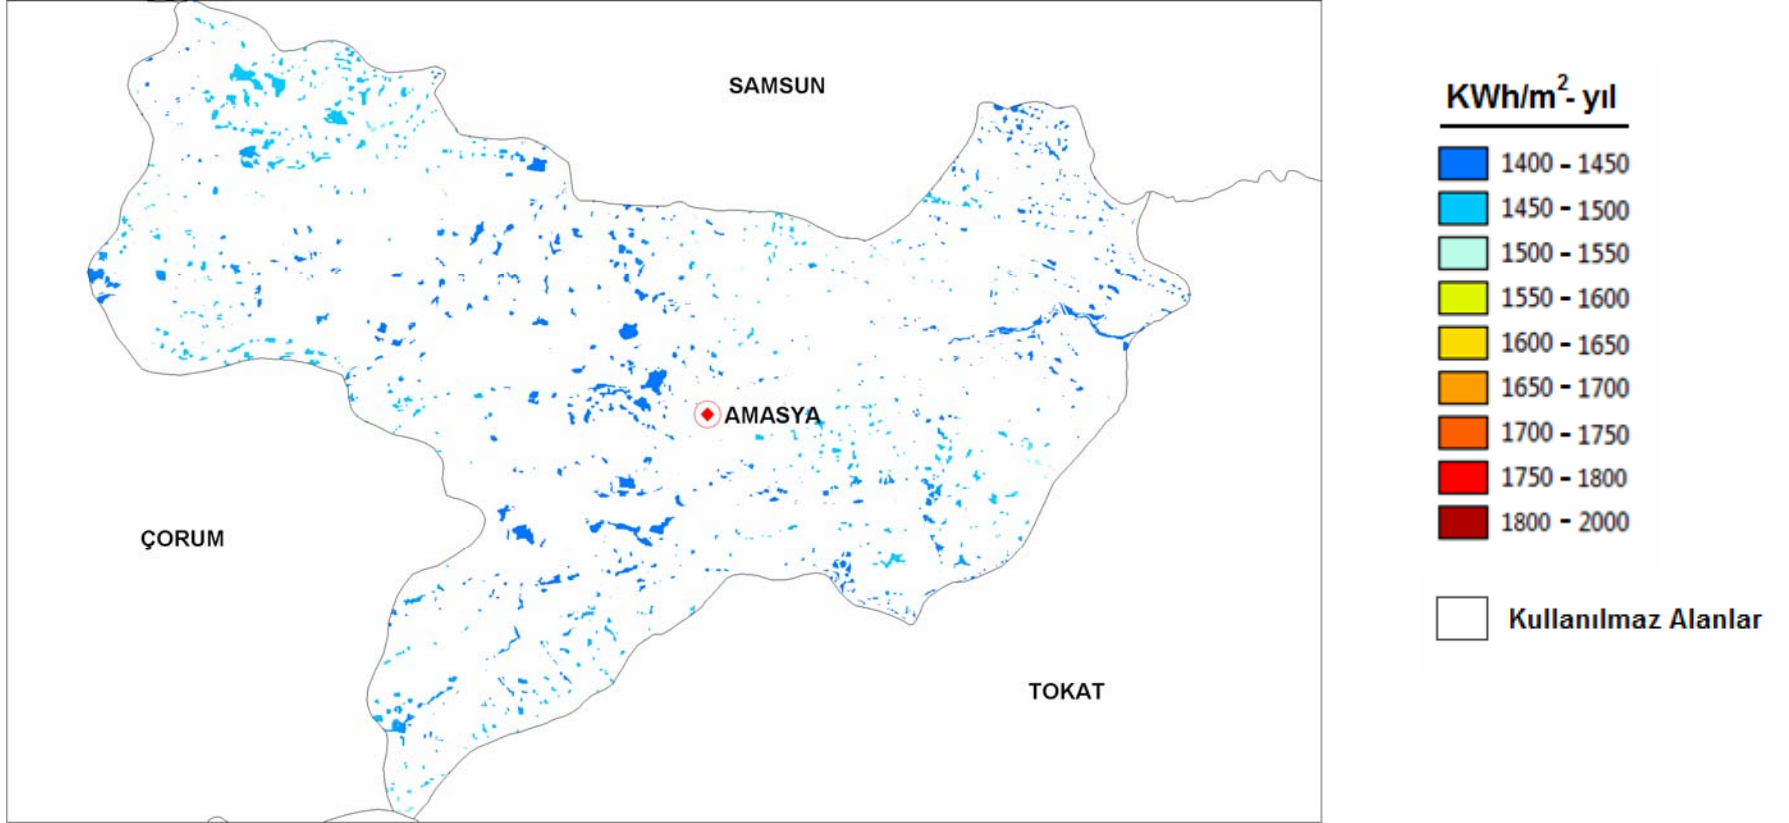 SAMSUN
AMASYA
ÇORUM
TOKAT
KWh/m²- yıl
1400 - 1450
1450 - 1500
1500 - 1550
1550 - 1600
1600 - 1650
1650 - 1700
1700 - 1750
1750 - 1800
1800 - 2000
Kullanılmaz Alanlar